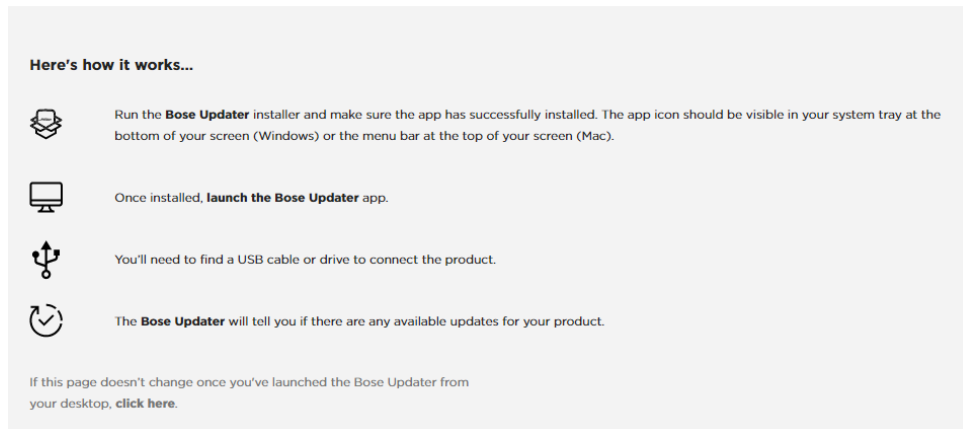 Here's how it works...
Run the Bose Updater installer and make sure the app has successfully installed. The app icon should be visible in your system tray at the
bottom of your screen (Windows) or the menu bar at the top of your screen (Mac).
Once installed, launch the Bose Updater app.
You'll need to find a USB cable or drive to connect the product.
The Bose Updater will tell you if there are any available updates for your product.
If this page doesn't change once you've launched the Bose Updater from
your desktop, click here.